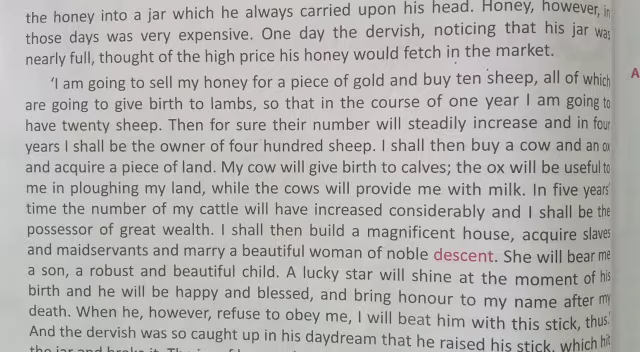 the honey into a jar which he always carried upon his head. Honey, however, in
those days was very expensive. One day the dervish, noticing that his jar was
nearly full, thought of the high price his honey would fetch in the market.
'I am going to sell my honey for a piece of gold and buy ten sheep, all of which
are going to give birth to lambs, so that in the course of one year I am going to
have twenty sheep. Then for sure their number will steadily increase and in four
years I shall be the owner of four hundred sheep. I shall then buy a cow and an ox
and acquire a piece of land. My cow will give birth to calves; the ox will be useful to
me in ploughing my land, while the cows will provide me with milk. In five years'
time the number of my cattle will have increased considerably and I shall be the
possessor of great wealth. I shall then build a magnificent house, acquire slaves
and maidservants and marry a beautiful woman of noble descent. She will bear me
a son, a robust and beautiful child. A lucky star will shine at the moment of his
birth and he will be happy and blessed, and bring honour to my name after my
death. When he, however, refuse to obey me, I will beat him with this stick, thus.'
And the dervish was so caught up in his daydream that he raised his stick, which hit
the jar and broke it.
A